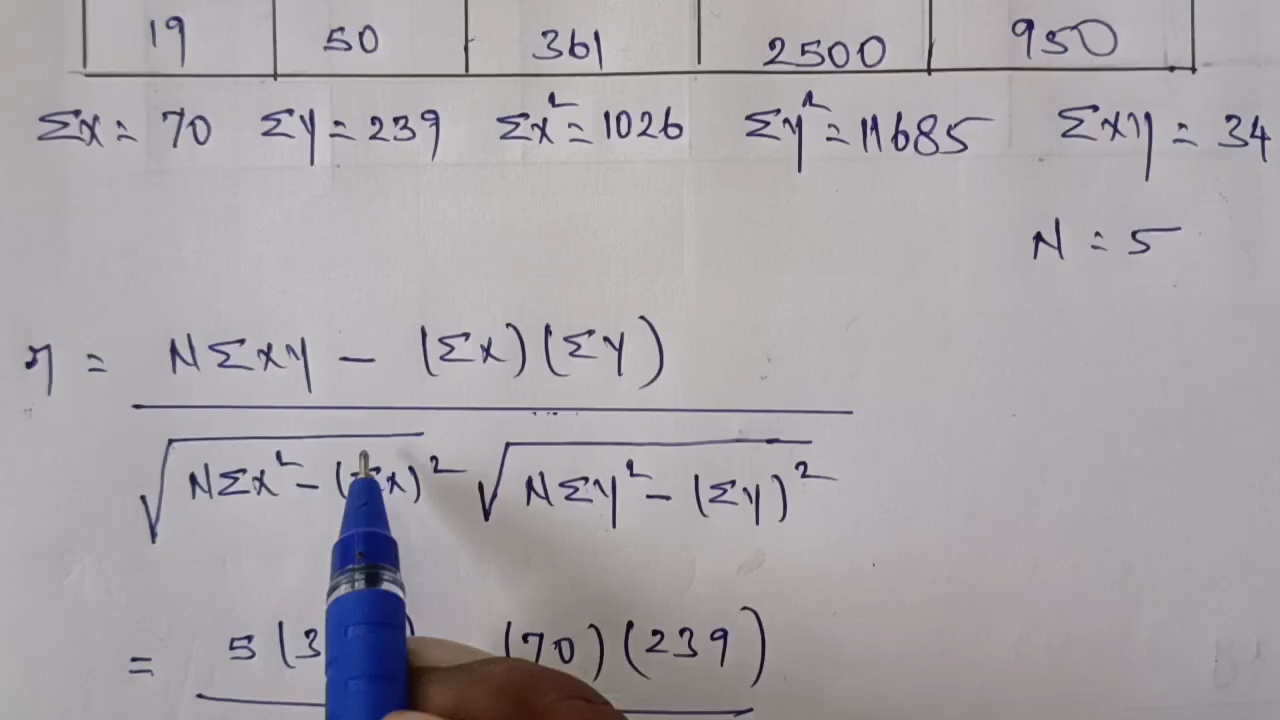 19 50 361 2500 950
Σx = 70 Σy = 239 Σx² = 1026 Σy² = 11685 Σxy = 34
N = 5
r = NΣxy - (Σx)(Σy)
√NΣx² - (Σx)² √NΣy² - (Σy)²
= 5(3 (70)(239)